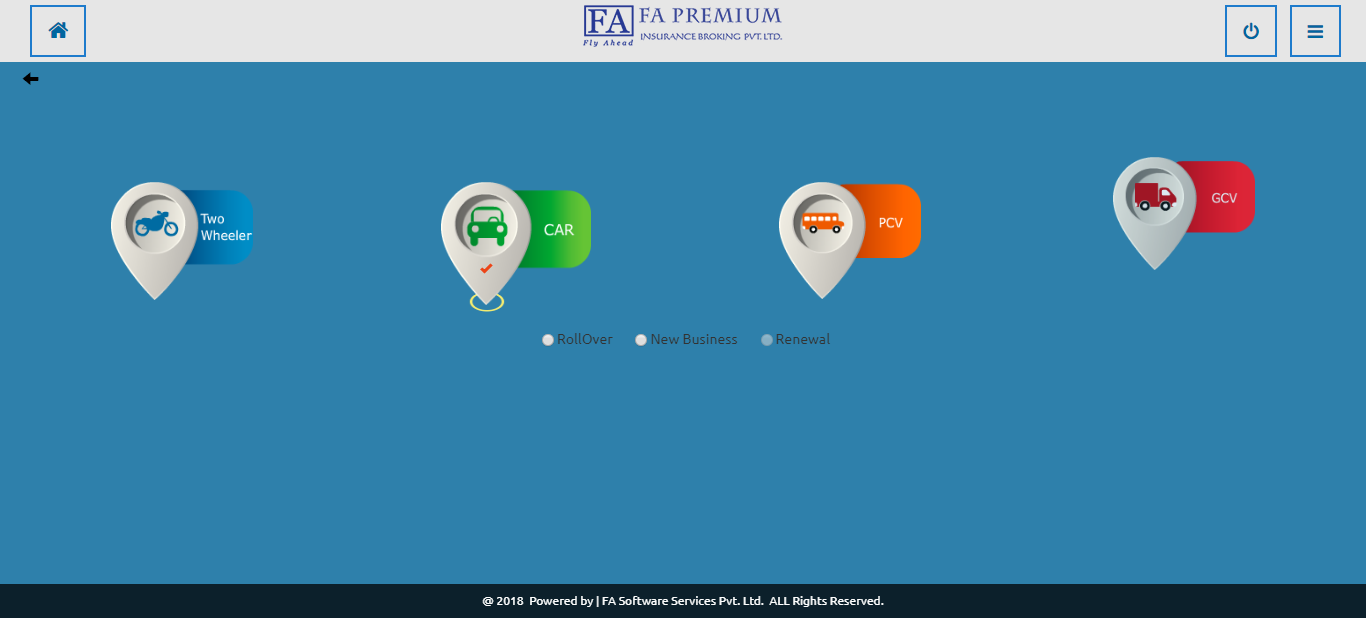 FA
Fly Ahead
FA PREMIUM
INSURANCE BROKING PVT. LTD.
Two
Wheeler
CAR
PCV
GCV
RollOver New Business Renewal
@ 2018 Powered by | FA Software Services Pvt. Ltd. ALL Rights Reserved.